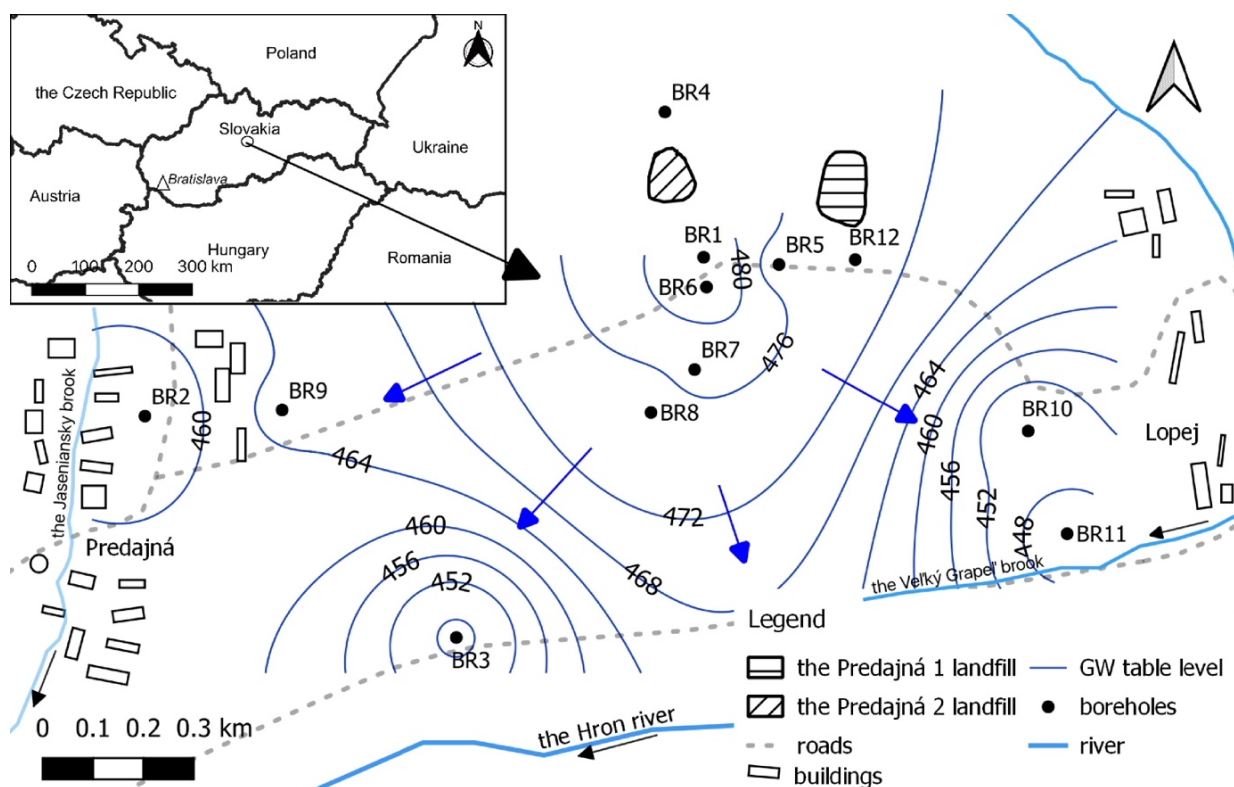 N
Poland
the Czech Republic
Slovakia
Ukraine
Bratislava
Austria
Hungary
Romania
0 100 200 300 km
BR4
BR1
BR5
BR12
480
BR6
BR7
476
BR2
BR9
BR8
464
460
460
BR10
Lopej
456
464
452
472
the Jaseniansky brook
460
448
BR11
Predajná
456
the Veľký Grapeľ brook
452
468
Legend
BR3
the Predajná 1 landfill
GW table level
the Predajná 2 landfill
boreholes
0 0.1 0.2 0.3 km
the Hron river
roads
river
buildings